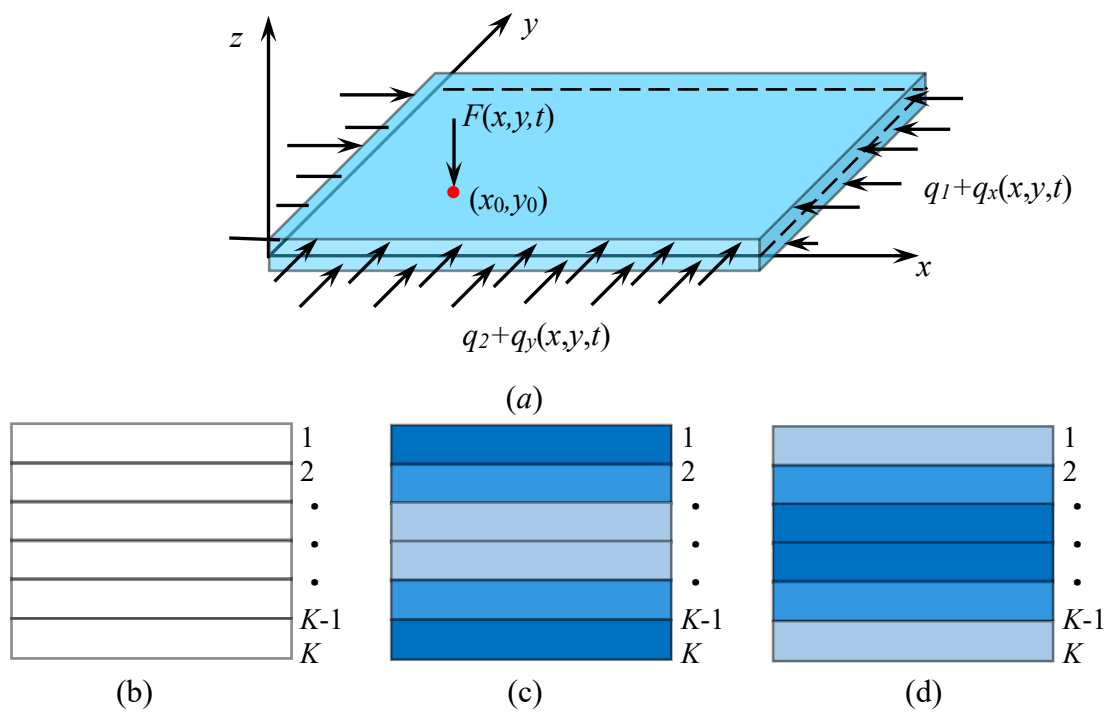 z
y
F(x,y,t)
(x0,y0)
q1+qx(x,y,t)
x
q2+qy(x,y,t)
(a)
1
2
K-1
K
(b)
1
2
K-1
K
(c)
1
2
K-1
K
(d)